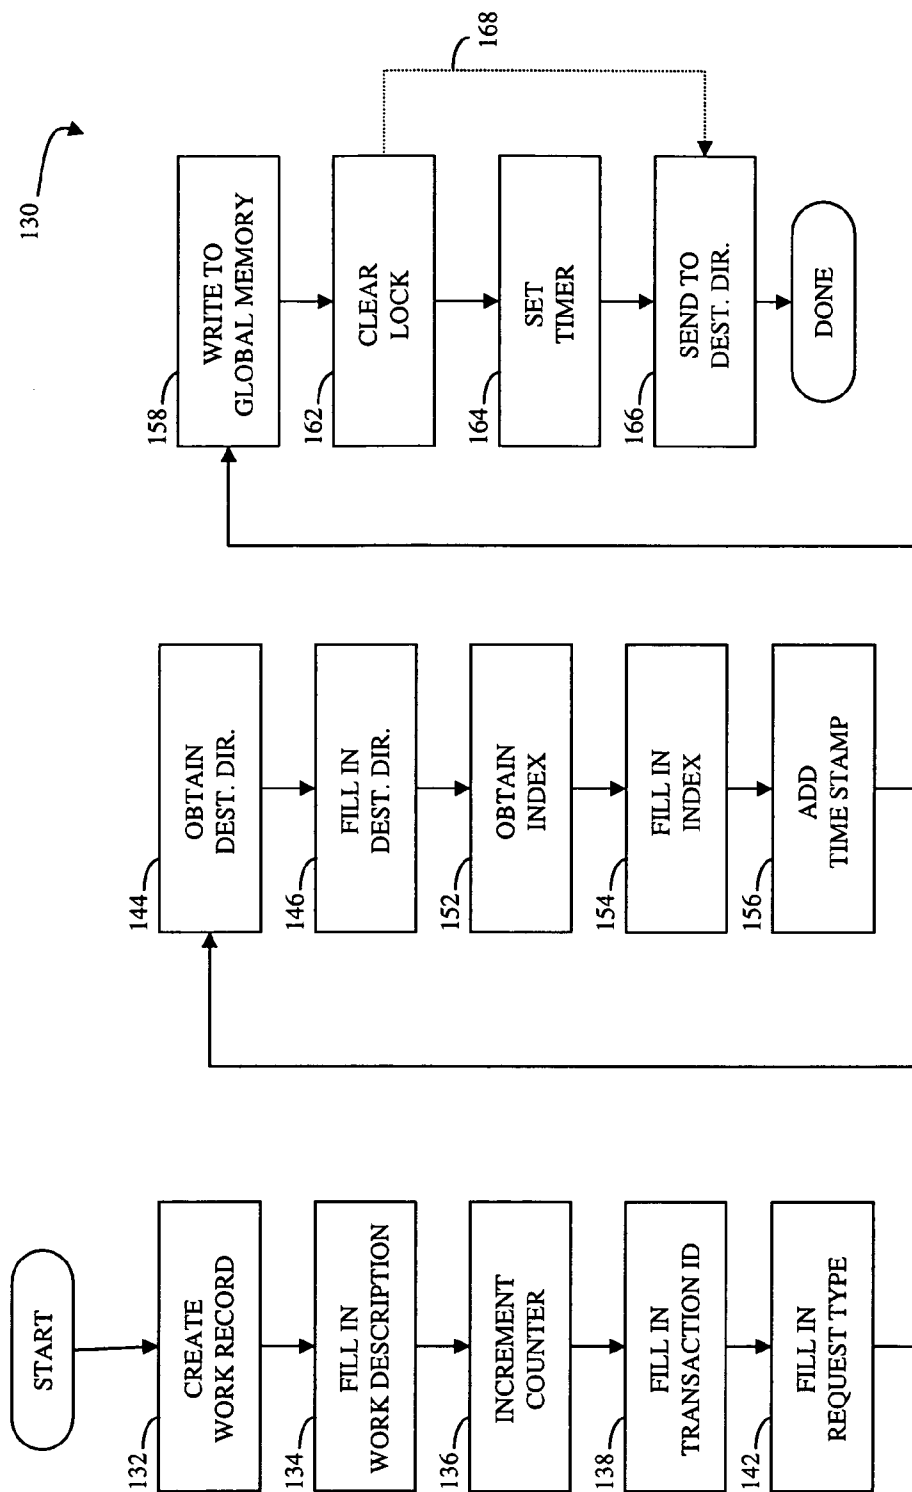 130
START
132
CREATE
WORK RECORD
134
FILL IN
WORK DESCRIPTION
136
INCREMENT
COUNTER
138
FILL IN
TRANSACTION ID
142
FILL IN
REQUEST TYPE
144
OBTAIN
DEST. DIR.
146
FILL IN
DEST. DIR.
152
OBTAIN
INDEX
154
FILL IN
INDEX
156
ADD
TIME STAMP
158
WRITE TO
GLOBAL MEMORY
162
CLEAR
LOCK
168
164
SET
TIMER
166
SEND TO
DEST. DIR.
DONE